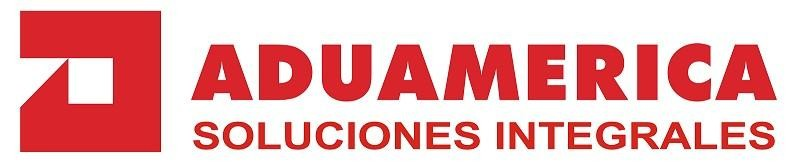 ADUAMERICA
SOLUCIONES INTEGRALES